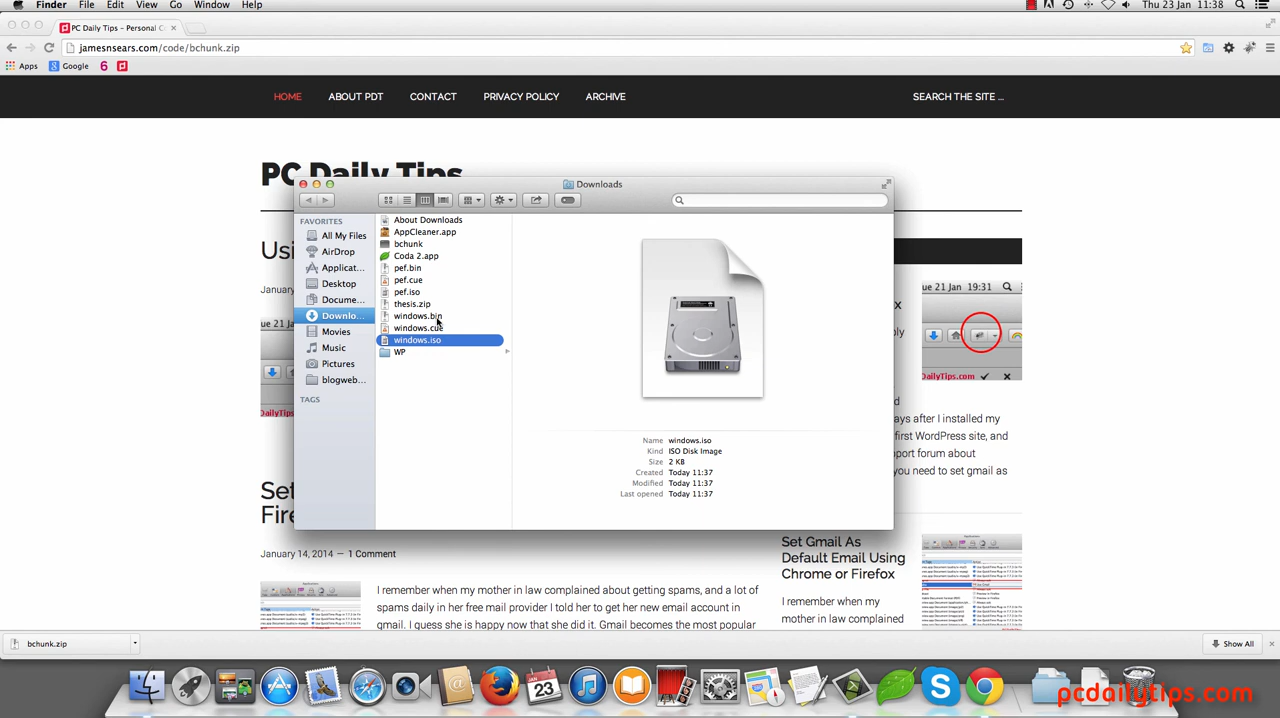 Finder File Edit View Go Window Help
Thu 23 Jan 11:38
PC Daily Tips – Personal C
jamesnsears.com/code/bchunk.zip
Apps Google 6
HOME ABOUT PDT CONTACT PRIVACY POLICY ARCHIVE SEARCH THE SITE ...
PC Daily Tips
Downloads
FAVORITES
All My Files
AirDrop
Applicat...
Desktop
Docume...
Downlo...
Movies
Music
Pictures
blogweb...
TAGS
About Downloads
AppCleaner.app
bchunk
Coda 2.app
pef.bin
pef.cue
pef.iso
thesis.zip
windows.bin
windows.cue
windows.iso
WP
Name windows.iso
Kind ISO Disk Image
Size 2 KB
Created Today 11:37
Modified Today 11:37
Last opened Today 11:37
ue 21 Jan 19:31
DailyTips.com
ays after I installed my
first WordPress site, and
port forum about
you need to set gmail as
Set Gmail As
Default Email Using
Chrome or Firefox
I remember when my
mother in law complained
January 14, 2014 — 1 Comment
I remember when my mother in law complained about getting spams, and a lot of
spams daily in her free mail provider. I told her to get her new email account in
gmail. I guess she is happy now she is using it. Gmail becomes the most popular
bchunk.zip
Show All
JAN
23
pcdailytips.com